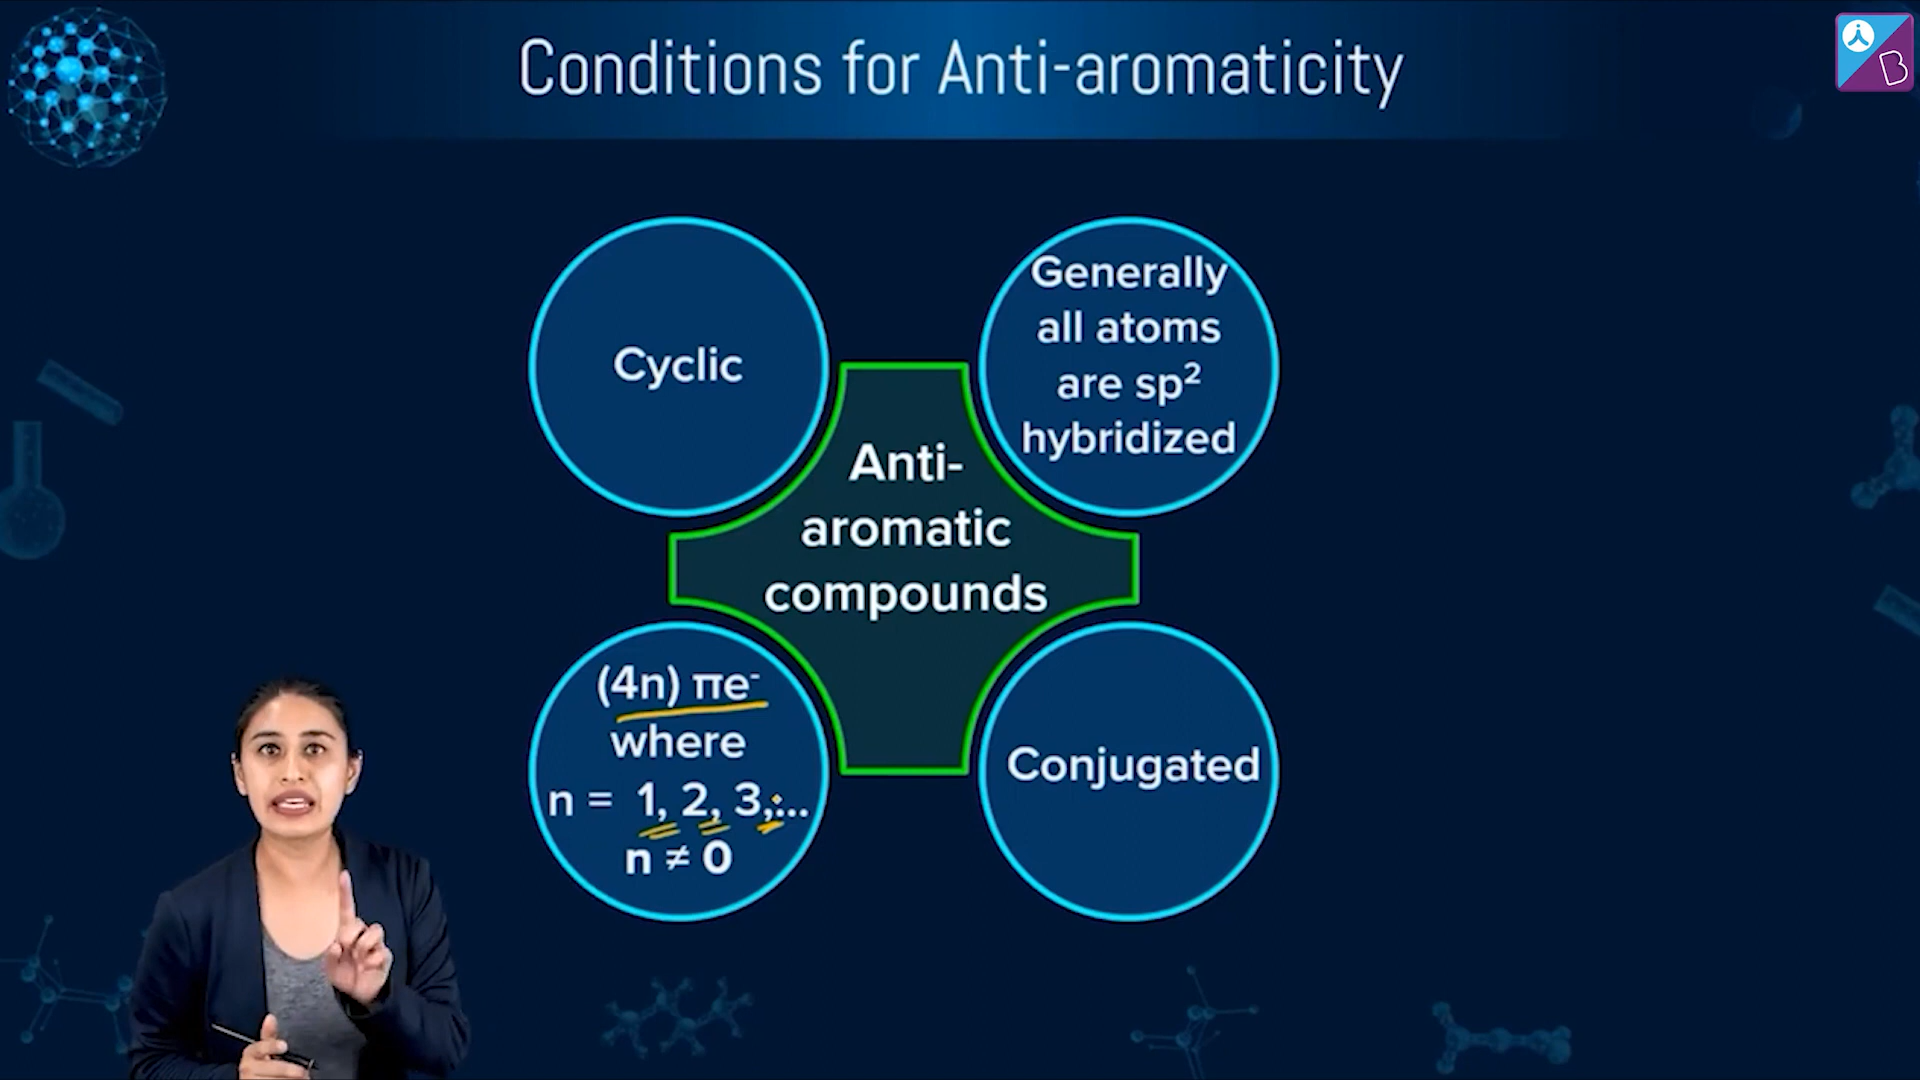 Conditions for Anti-aromaticity
B
Cyclic
Generally
all atoms
are sp²
hybridized
Anti-
aromatic
compounds
(4n) πe⁻
where
n = 1, 2, 3,...
n ≠ 0
Conjugated